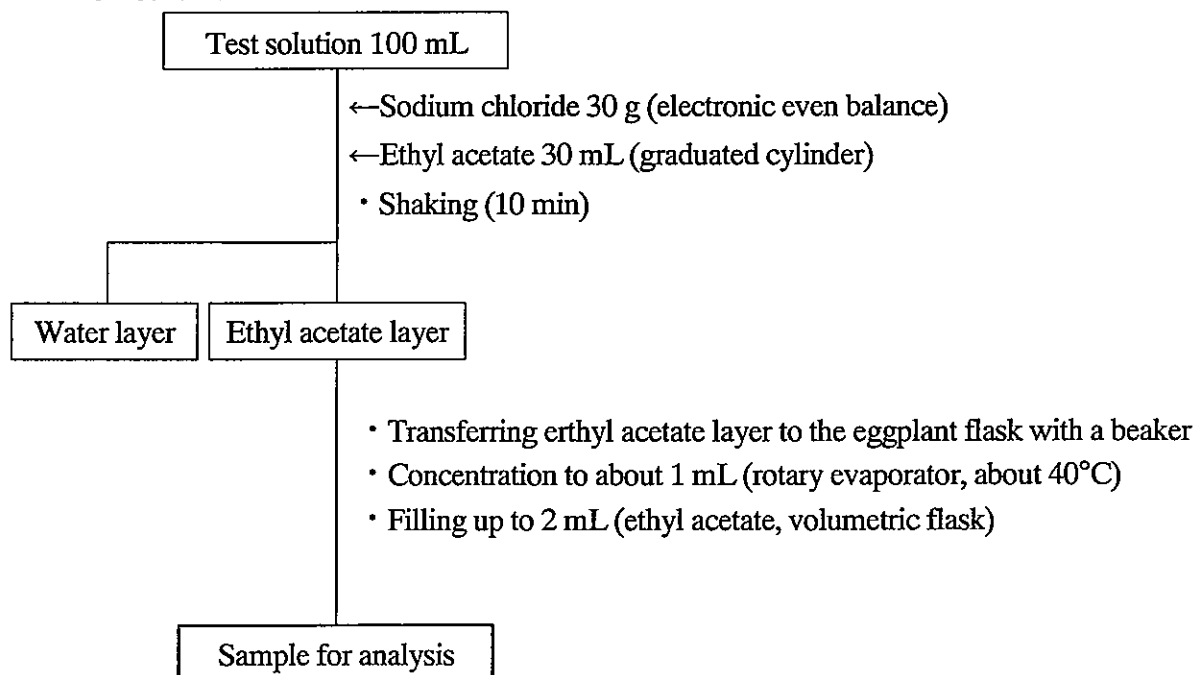 Test solution 100 mL
←Sodium chloride 30 g (electronic even balance)
←Ethyl acetate 30 mL (graduated cylinder)
・Shaking (10 min)
Water layer
Ethyl acetate layer
・Transferring erthyl acetate layer to the eggplant flask with a beaker
・Concentration to about 1 mL (rotary evaporator, about 40°C)
・Filling up to 2 mL (ethyl acetate, volumetric flask)
Sample for analysis